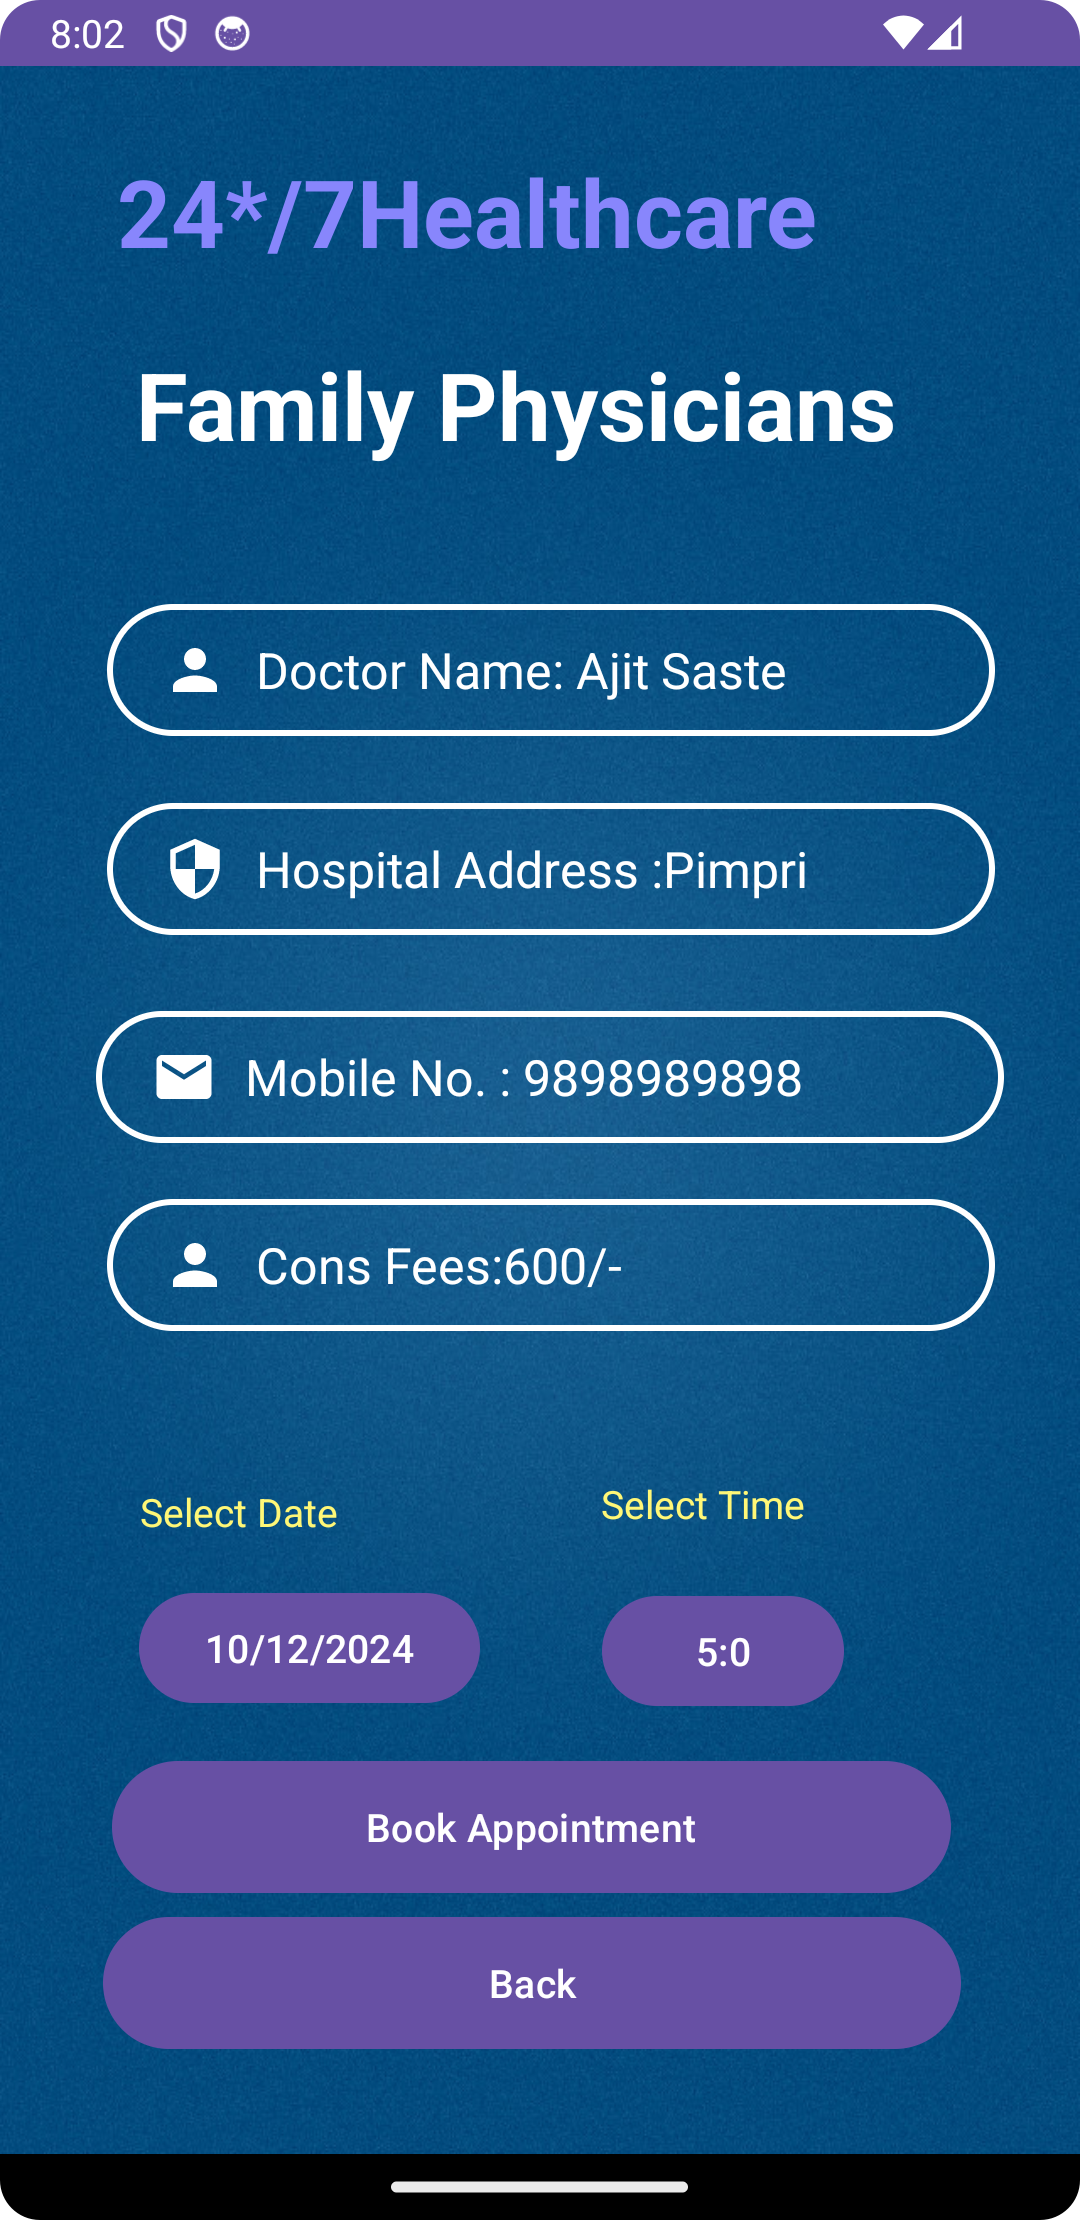 8:02
24*/7Healthcare
Family Physicians
Doctor Name: Ajit Saste
Hospital Address :Pimpri
Mobile No. : 9898989898
Cons Fees:600/-
Select Date
Select Time
10/12/2024
5:0
Book Appointment
Back